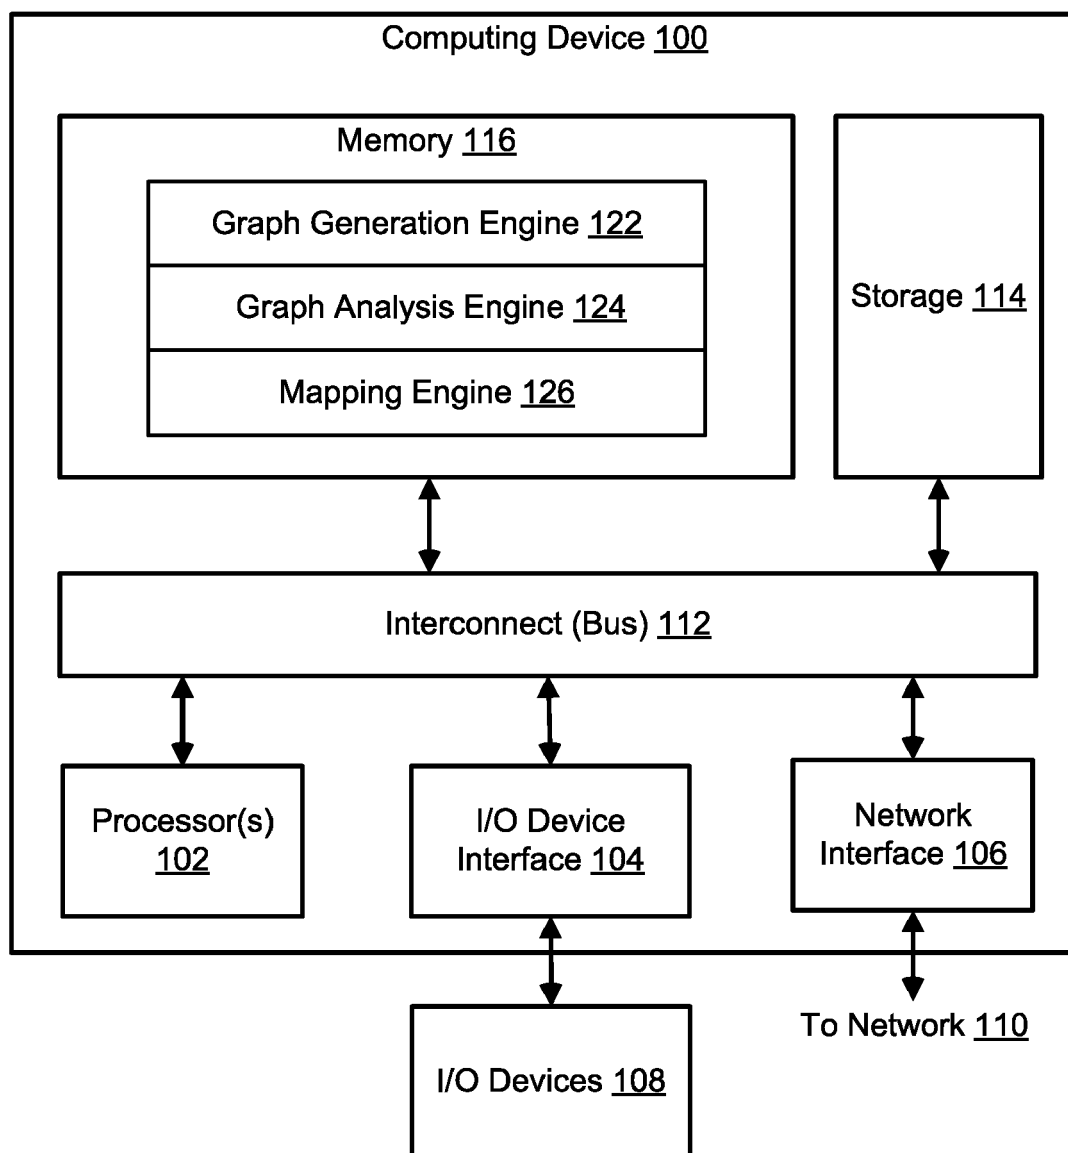 Computing Device 100
Memory 116
Graph Generation Engine 122
Graph Analysis Engine 124
Mapping Engine 126
Storage 114
Interconnect (Bus) 112
Processor(s)
102
I/O Device
Interface 104
Network
Interface 106
I/O Devices 108
To Network 110